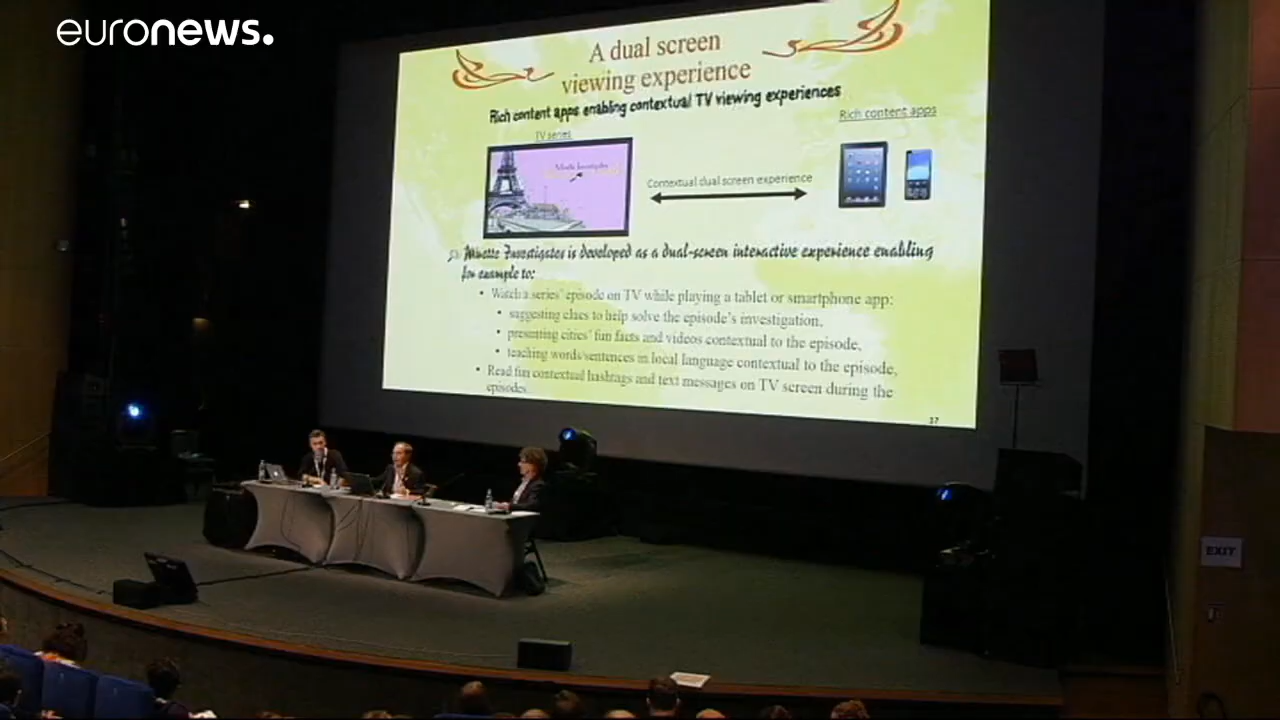 euronews.
A dual screen
viewing experience
Rich content apps enabling contextual TV viewing experiences
TV series
Rich content apps
Contextual dual screen experience
Minette Investigates is developed as a dual-screen interactive experience enabling
for example to:
• Watch a series' episode on TV while playing a tablet or smartphone app:
• suggesting clues to help solve the episode's investigation,
• presenting cities' fun facts and videos contextual to the episode,
• teaching words/sentences in local language contextual to the episode,
• Read fun contextual hashtags and text messages on TV screen during the
episodes
37
EXIT